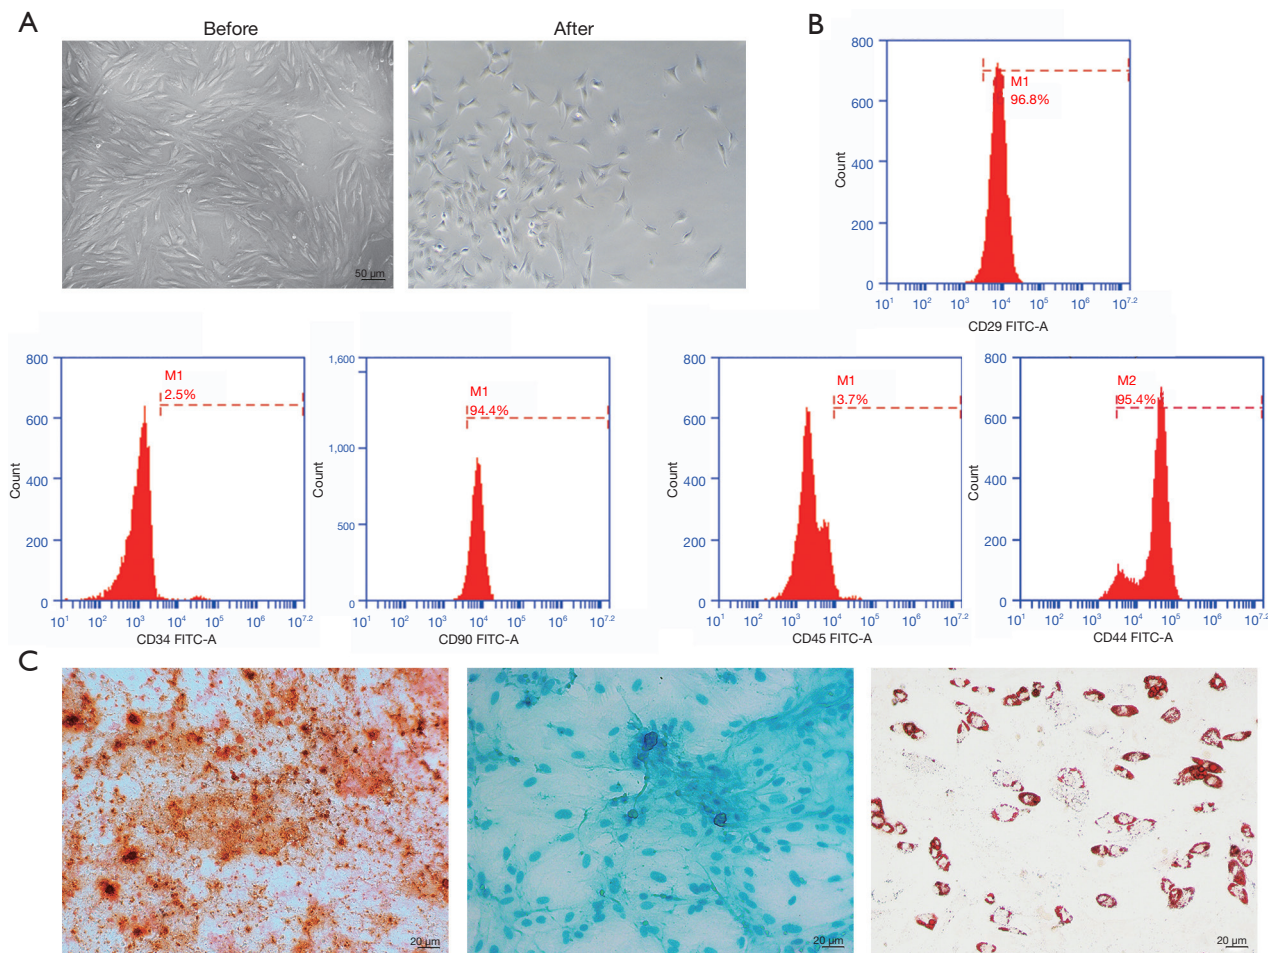 A
Before
After
50 µm
B
800
600
400
200
0
Count
M1
96.8%
10¹ 10² 10³ 10⁴ 10⁵ 10⁶ 10⁷·²
CD29 FITC-A
800
600
400
200
0
Count
M1
2.5%
10¹ 10² 10³ 10⁴ 10⁵ 10⁶ 10⁷·²
CD34 FITC-A
1,600
1,000
500
0
Count
M1
94.4%
10¹ 10² 10³ 10⁴ 10⁵ 10⁶ 10⁷·²
CD90 FITC-A
800
600
400
200
0
Count
M1
3.7%
10¹ 10² 10³ 10⁴ 10⁵ 10⁶ 10⁷·²
CD45 FITC-A
800
600
400
200
0
Count
M2
95.4%
10¹ 10² 10³ 10⁴ 10⁵ 10⁶ 10⁷·²
CD44 FITC-A
C
20 µm
20 µm
20 µm